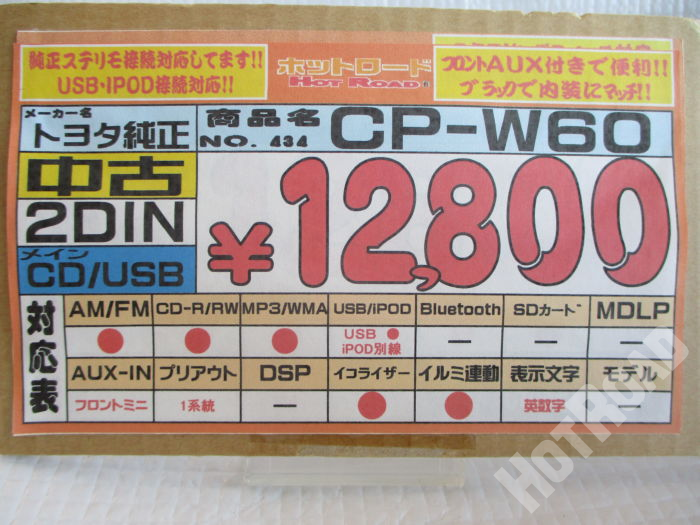 純正ステリモ接続対応してます!!
USB・IPOD接続対応!!
ホットロード
HOT ROAD
フロントAUX付きで便利!!
ブラックで内装にマッチ!!
メーカー名
トヨタ純正
商品名
NO. 434
CP-W60
中古
2DIN
メイン
CD/USB
¥12,800
対応表
AM/FM CD-R/RW MP3/WMA USB/iPOD Bluetooth SDカード MDLP
● ● ● USB ● iPOD別線 ー ー ー
AUX-IN プリアウト DSP イコライザー イルミ連動 表示文字 モデル
フロントミニ 1系統 ー ● ● 英数字 ー
HOTROAD